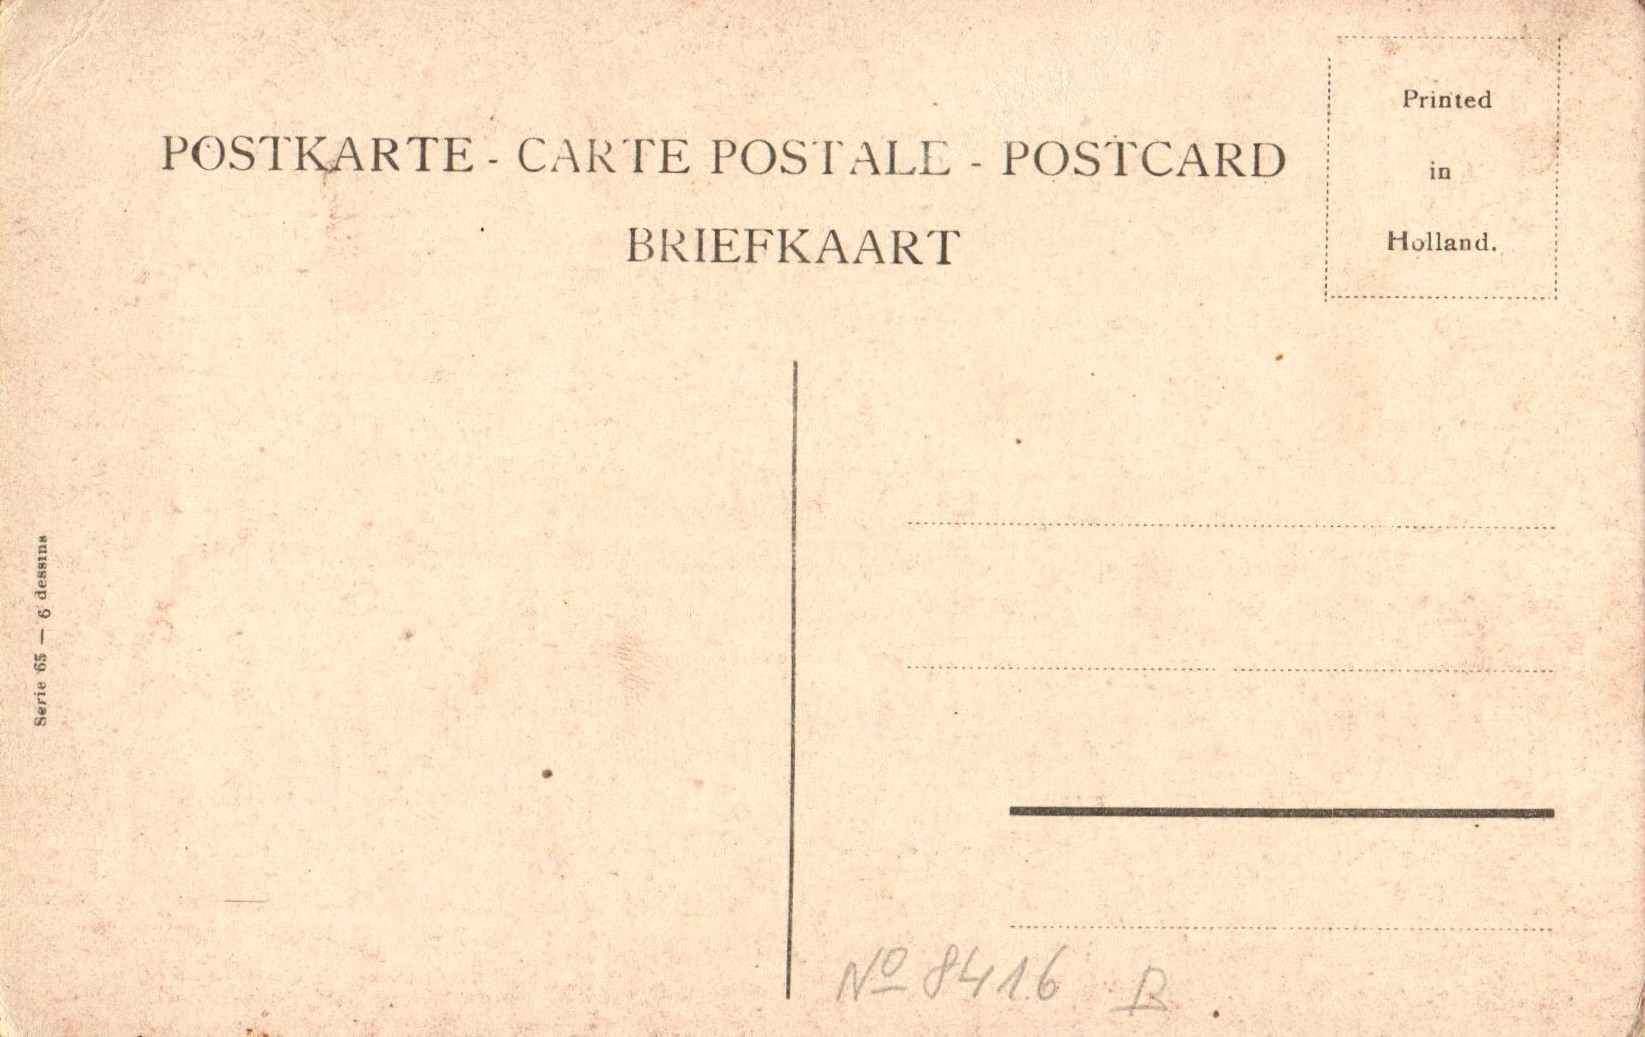 POSTKARTE - CARTE POSTALE - POSTCARD
BRIEFKAART
Printed
in
Holland.
Serie 65 — 6 dessins
No 8416 B